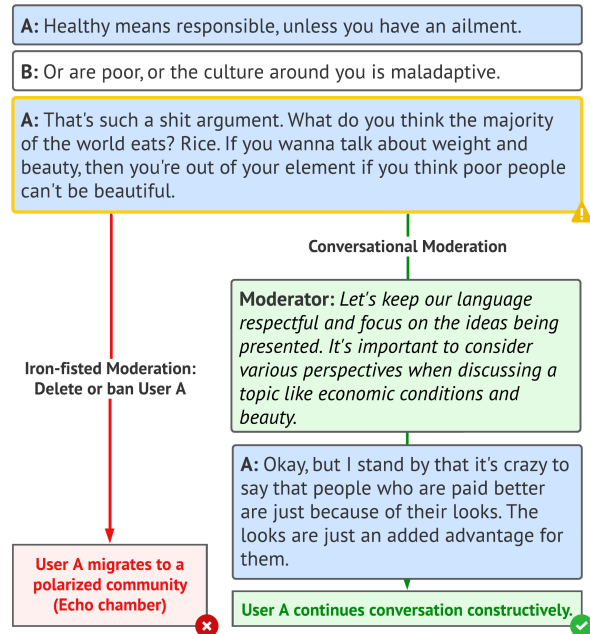 A: Healthy means responsible, unless you have an ailment.
B: Or are poor, or the culture around you is maladaptive.
A: That's such a shit argument. What do you think the majority
of the world eats? Rice. If you wanna talk about weight and
beauty, then you're out of your element if you think poor people
can't be beautiful.
Conversational Moderation
Moderator: Let's keep our language
respectful and focus on the ideas being
presented. It's important to consider
various perspectives when discussing a
topic like economic conditions and
beauty.
Iron-fisted Moderation:
Delete or ban User A
A: Okay, but I stand by that it's crazy to
say that people who are paid better
are just because of their looks. The
looks are just an added advantage for
them.
User A migrates to a
polarized community
(Echo chamber)
User A continues conversation constructively.